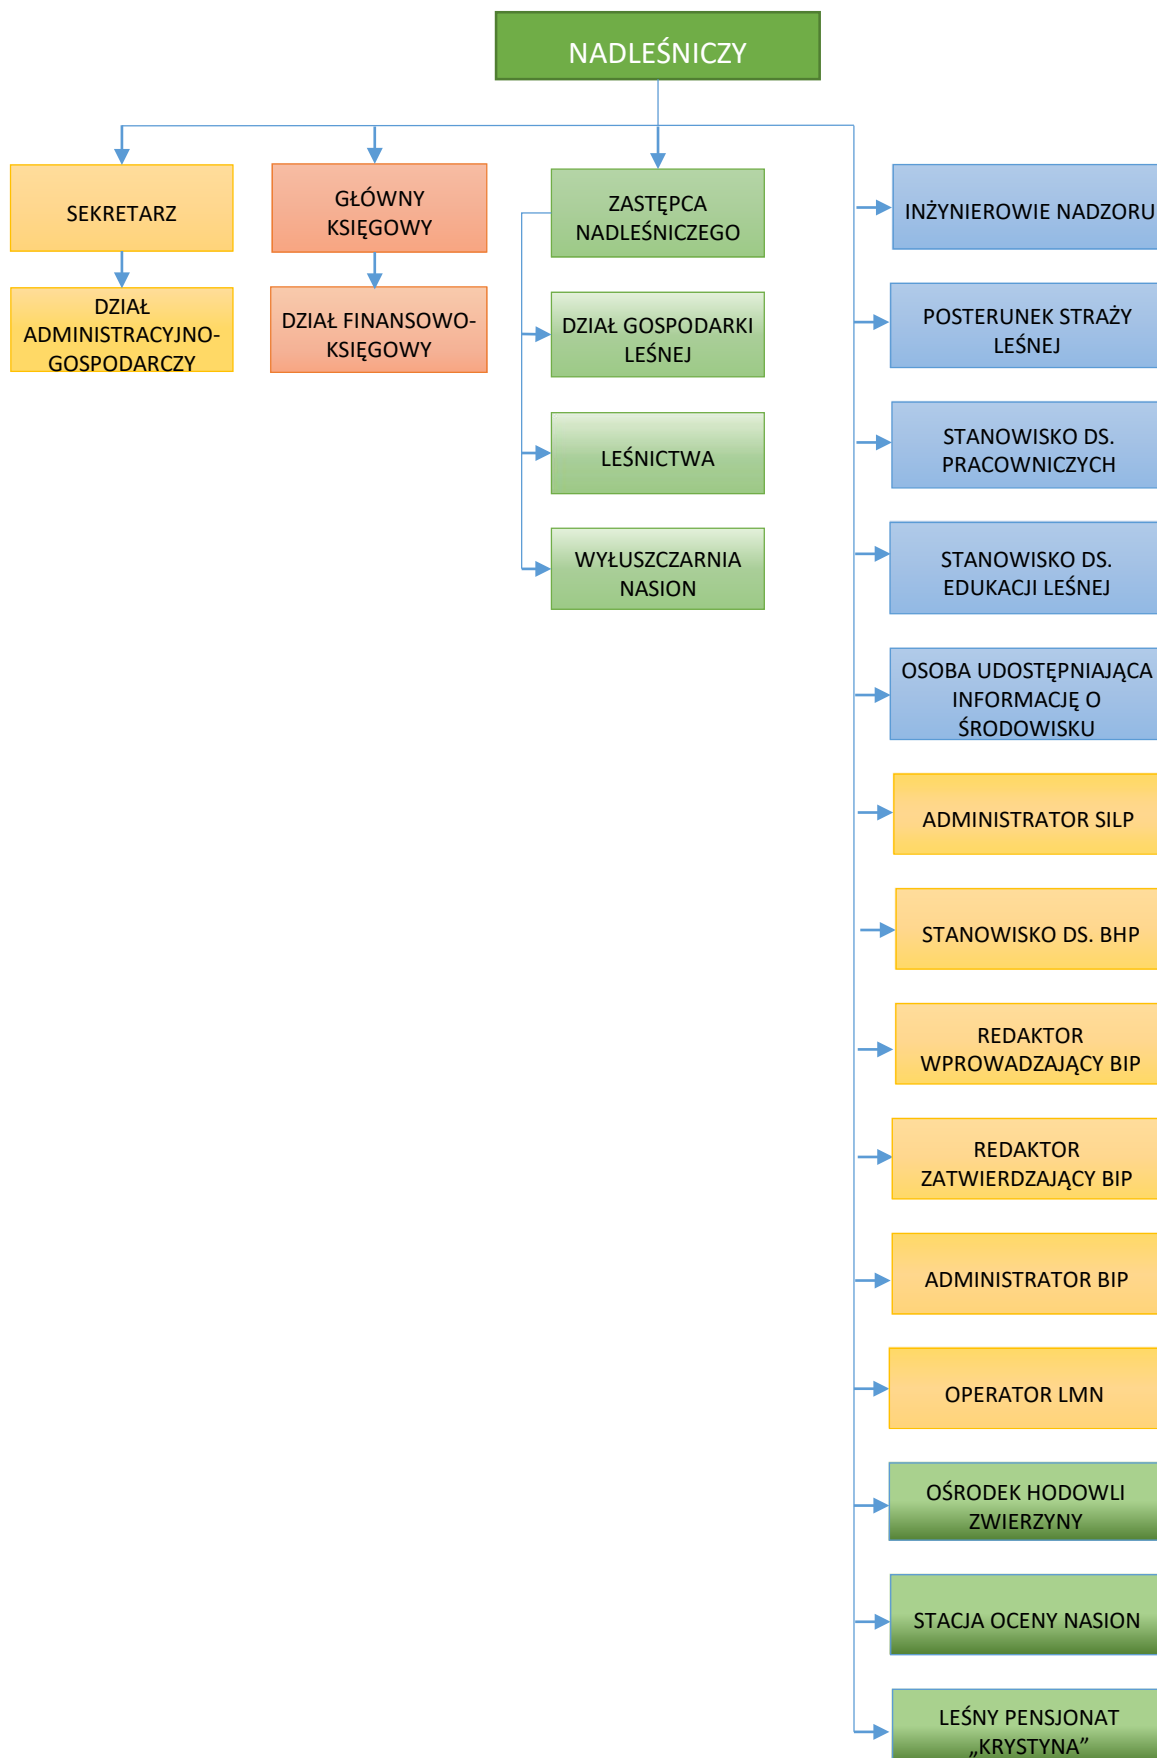 NADLEŚNICZY
SEKRETARZ
DZIAŁ
ADMINISTRACYJNO-
GOSPODARCZY
GŁÓWNY
KSIĘGOWY
DZIAŁ FINANSOWO-
KSIĘGOWY
ZASTĘPCA
NADLEŚNICZEGO
DZIAŁ GOSPODARKI
LEŚNEJ
LEŚNICTWA
WYŁUSZCZARNIA
NASION
INŻYNIEROWIE NADZORU
POSTERUNEK STRAŻY
LEŚNEJ
STANOWISKO DS.
PRACOWNICZYCH
STANOWISKO DS.
EDUKACJI LEŚNEJ
OSOBA UDOSTĘPNIAJĄCA
INFORMACJĘ O
ŚRODOWISKU
ADMINISTRATOR SILP
STANOWISKO DS. BHP
REDAKTOR
WPROWADZAJĄCY BIP
REDAKTOR
ZATWIERDZAJĄCY BIP
ADMINISTRATOR BIP
OPERATOR LMN
OŚRODEK HODOWLI
ZWIERZYNY
STACJA OCENY NASION
LEŚNY PENSJONAT
„KRYSTYNA”